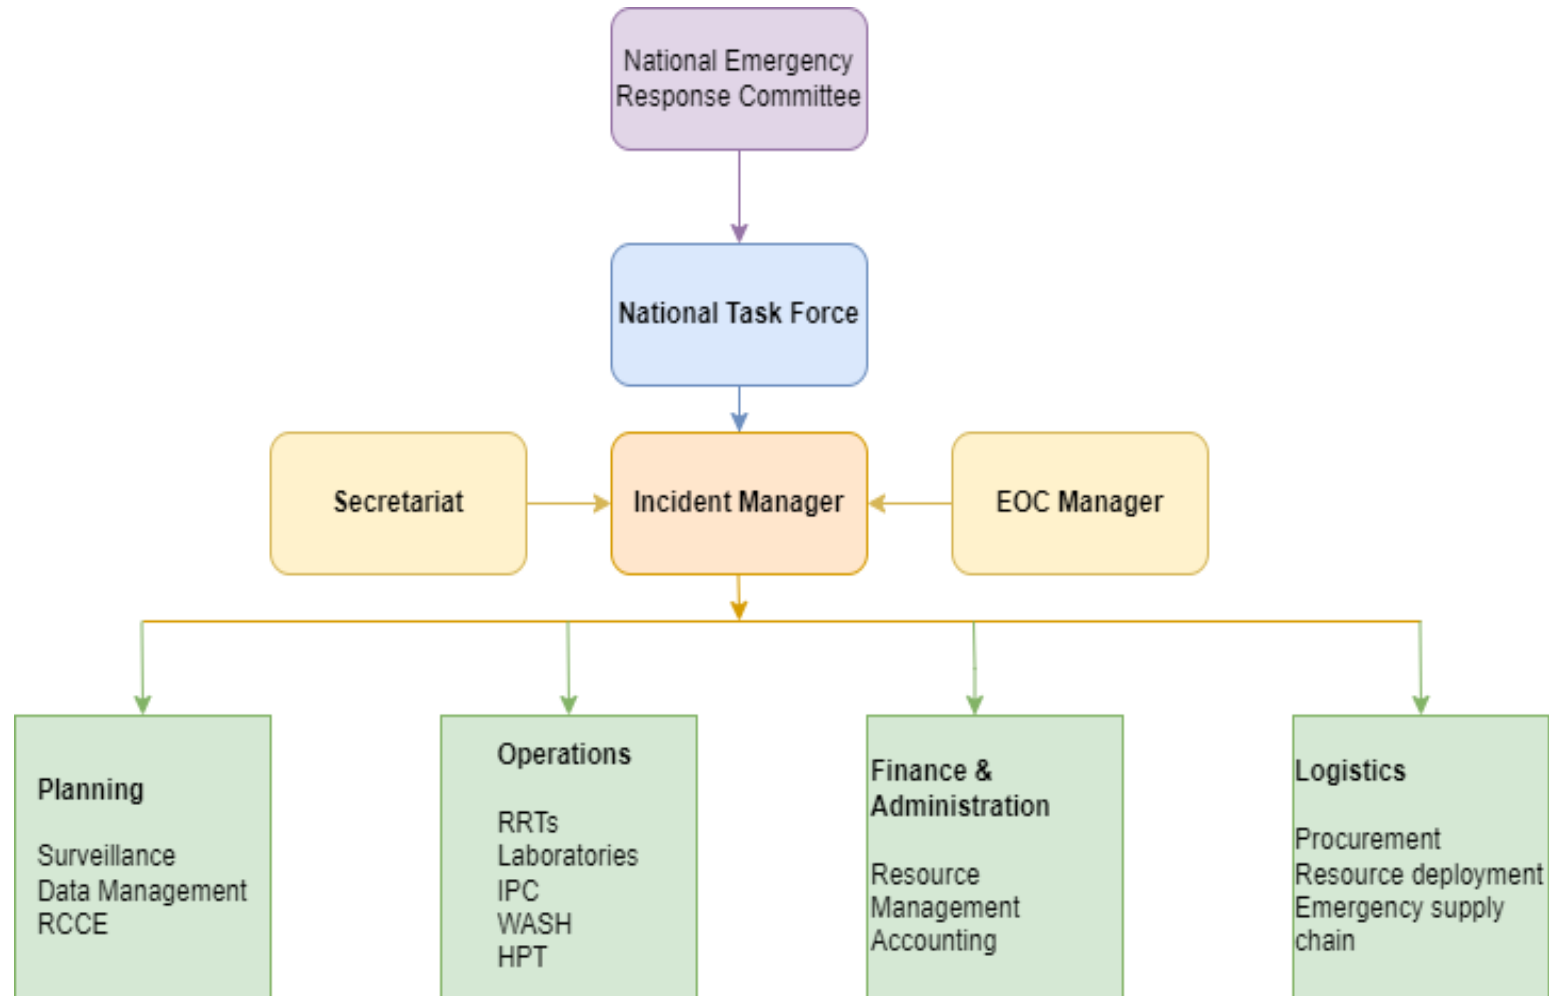 National Emergency
Response Committee
National Task Force
Secretariat
Incident Manager
EOC Manager
Planning
Surveillance
Data Management
RCCE
Operations
RRTs
Laboratories
IPC
WASH
HPT
Finance &
Administration
Resource
Management
Accounting
Logistics
Procurement
Resource deployment
Emergency supply
chain